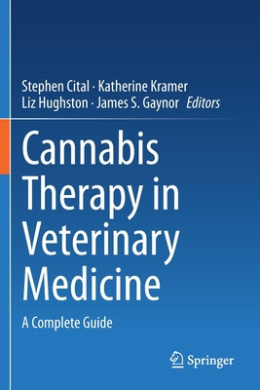 Stephen Cital · Katherine Kramer
Liz Hughston · James S. Gaynor Editors
Cannabis
Therapy in
Veterinary
Medicine
A Complete Guide
Springer